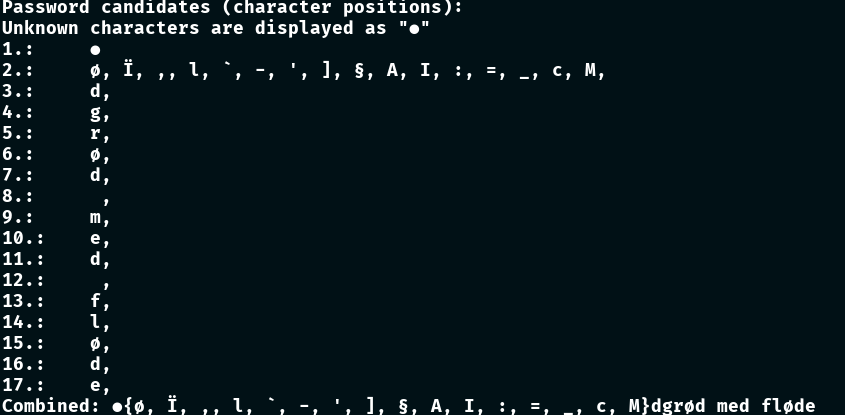 Password candidates (character positions):
Unknown characters are displayed as "●"
1.: ●
2.: ø, Ï, ,, l, `, -, ', ], §, A, I, :, =, _, c, M,
3.: d,
4.: g,
5.: r,
6.: ø,
7.: d,
8.:  ,
9.: m,
10.: e,
11.: d,
12.:  ,
13.: f,
14.: l,
15.: ø,
16.: d,
17.: e,
Combined: ●{ø, Ï, ,, l, `, -, ', ], §, A, I, :, =, _, c, M}dgrød med fløde